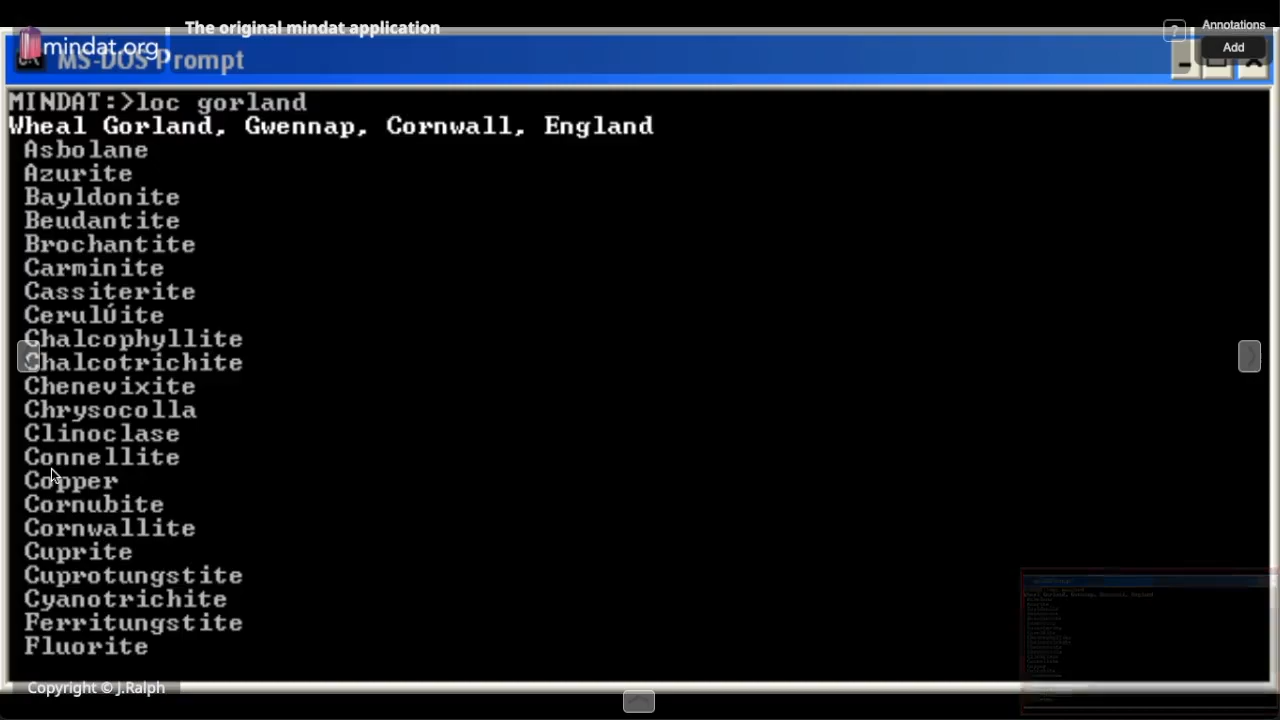 The original mindat application
Annotations
?
Add
mindat.org
MS-DOS Prompt
MINDAT:>loc gorland
Wheal Gorland, Gwennap, Cornwall, England
Asbolane
Azurite
Bayldonite
Beudantite
Brochantite
Carminite
Cassiterite
CerulÚite
Chalcophyllite
Chalcotrichite
Chenevixite
Chrysocolla
Clinoclase
Connellite
Copper
Cornubite
Cornwallite
Cuprite
Cuprotungstite
Cyanotrichite
Ferritungstite
Fluorite
Copyright © J.Ralph